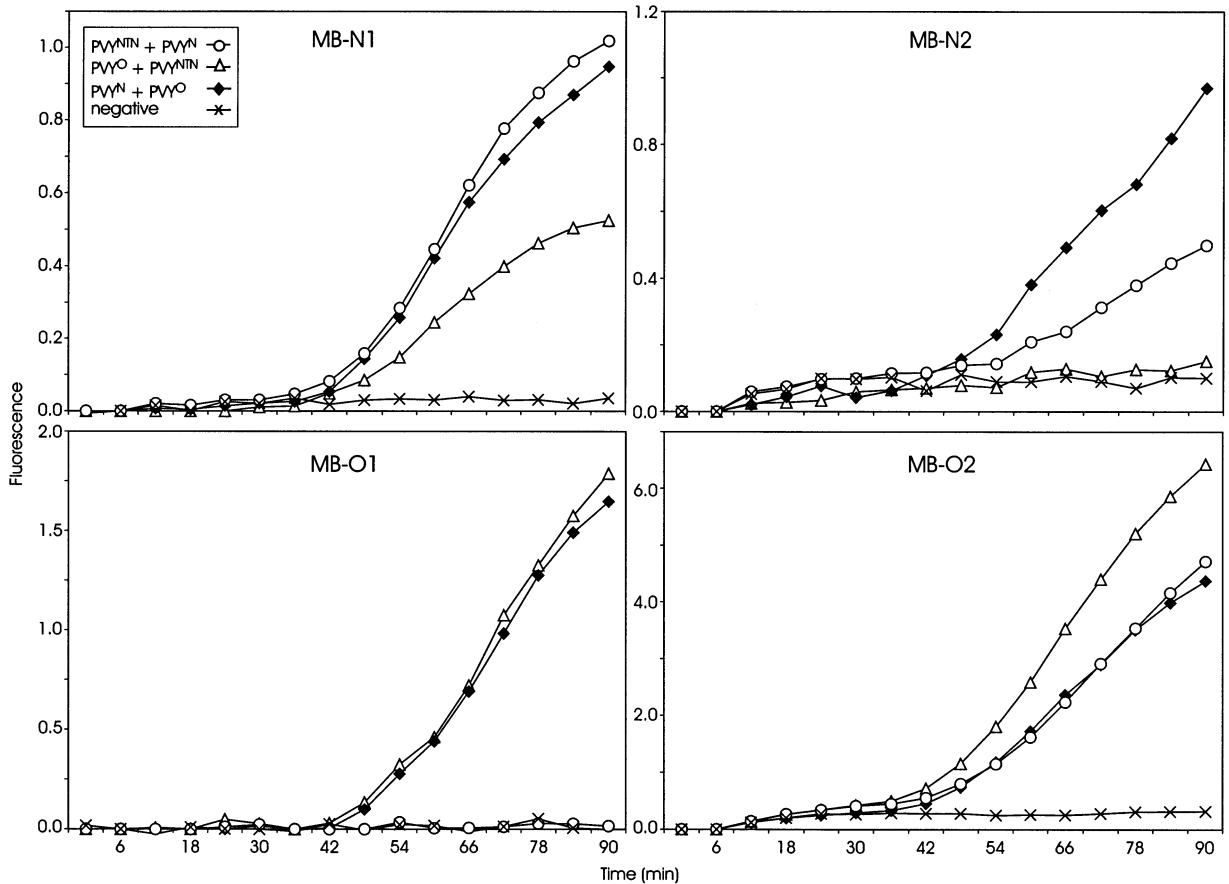 MB-N1
PVY^NTN + PVY^N
PVY^O + PVY^NTN
PVY^N + PVY^O
negative
1.0
0.8
0.6
0.4
0.2
0.0
MB-N2
1.2
0.8
0.4
0.0
Fluorescence
MB-O1
2.0
1.5
1.0
0.5
0.0
6 18 30 42 54 66 78 90
MB-O2
6.0
4.0
2.0
0.0
6 18 30 42 54 66 78 90
Time (min)